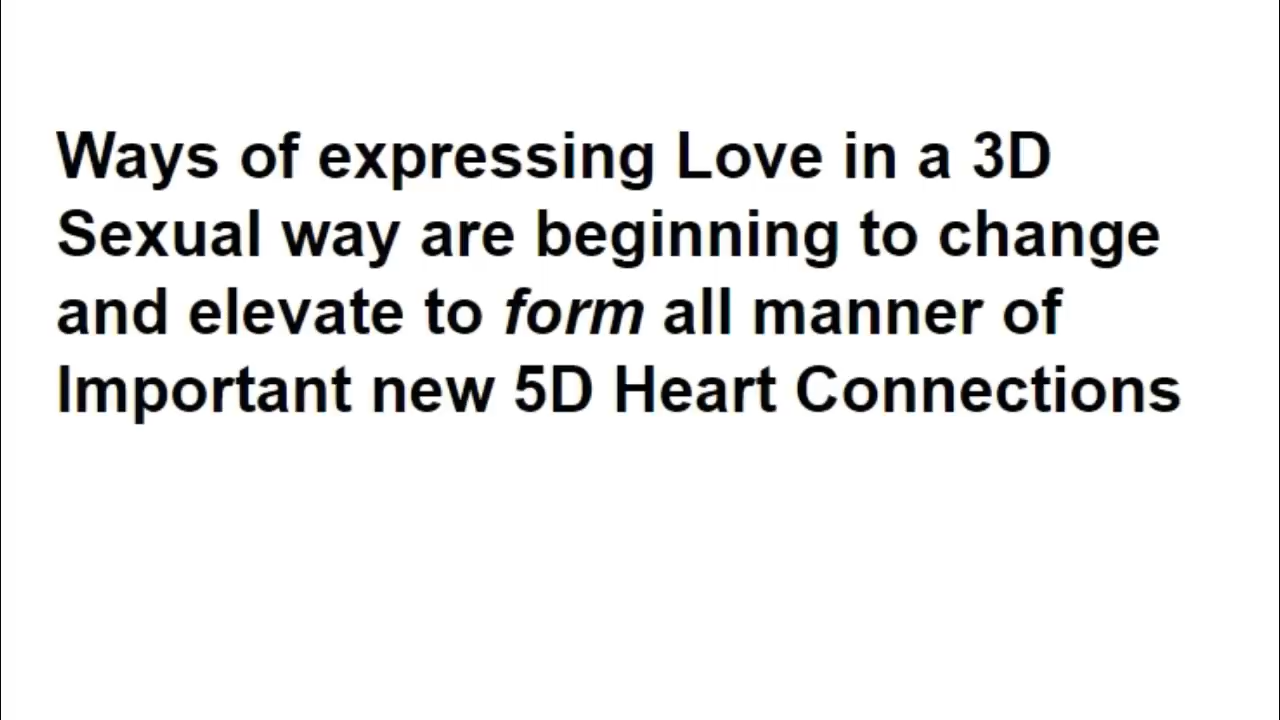 Ways of expressing Love in a 3D
Sexual way are beginning to change
and elevate to form all manner of
Important new 5D Heart Connections